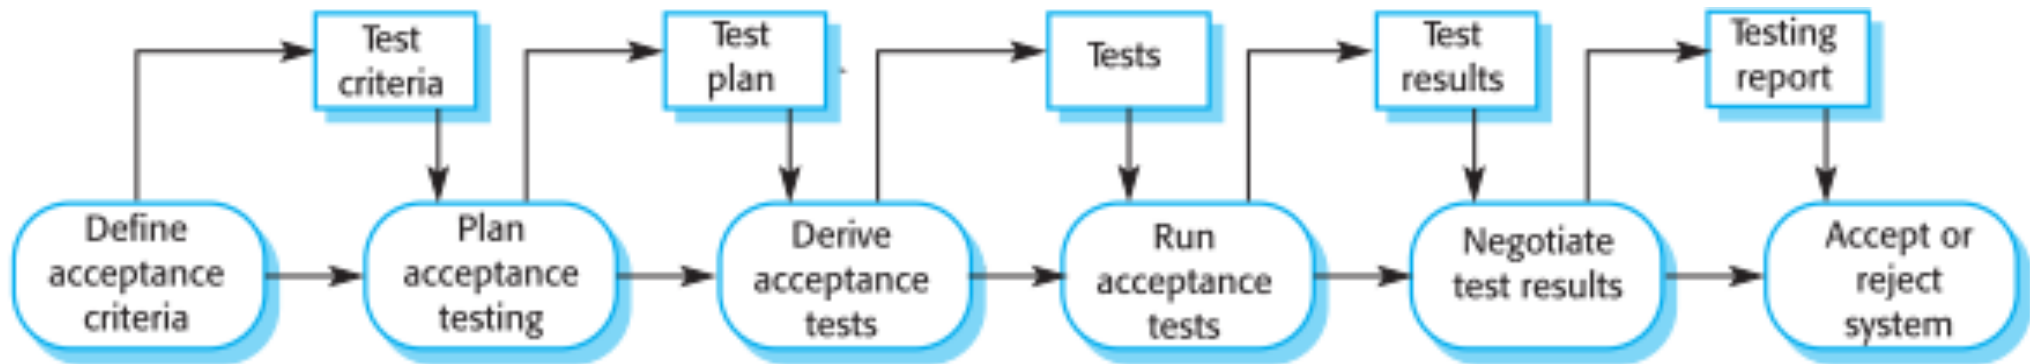 Test
criteria
Test
plan
Tests
Test
results
Testing
report
Define
acceptance
criteria
Plan
acceptance
testing
Derive
acceptance
tests
Run
acceptance
tests
Negotiate
test results
Accept or
reject
system